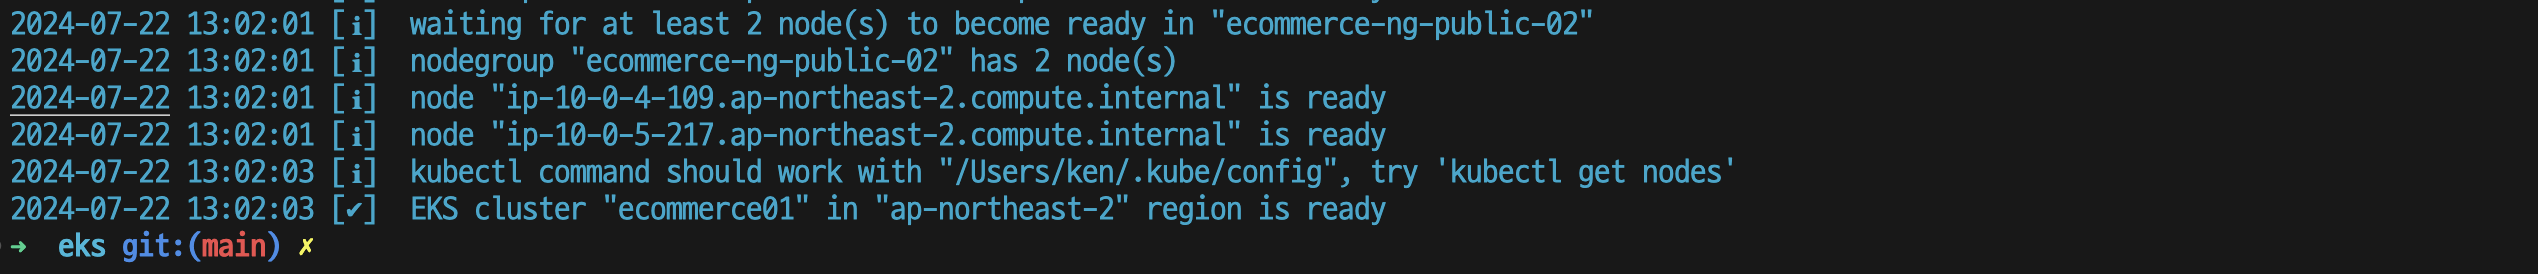 2024-07-22 13:02:01 [ℹ]  waiting for at least 2 node(s) to become ready in "ecommerce-ng-public-02"
2024-07-22 13:02:01 [ℹ]  nodegroup "ecommerce-ng-public-02" has 2 node(s)
2024-07-22 13:02:01 [ℹ]  node "ip-10-0-4-109.ap-northeast-2.compute.internal" is ready
2024-07-22 13:02:01 [ℹ]  node "ip-10-0-5-217.ap-northeast-2.compute.internal" is ready
2024-07-22 13:02:03 [ℹ]  kubectl command should work with "/Users/ken/.kube/config", try 'kubectl get nodes'
2024-07-22 13:02:03 [✔]  EKS cluster "ecommerce01" in "ap-northeast-2" region is ready
➜  eks git:(main) ✗